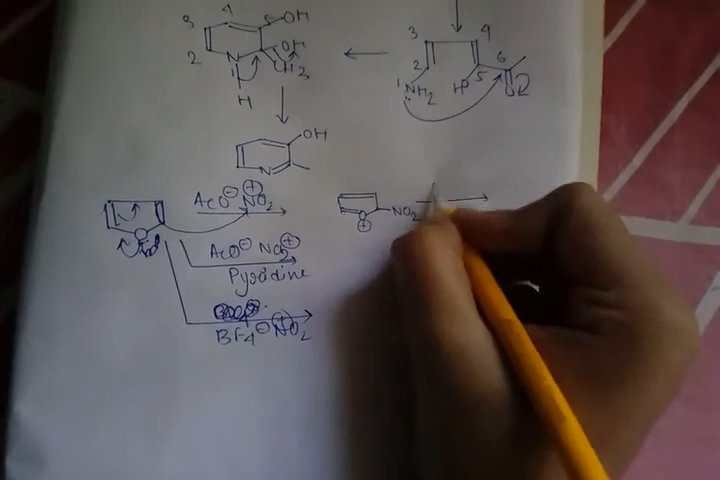 4
3 5 OH
2 OH
N
1 CH3
H
3 4
2 6
1 NH2 HO 5 O
OH
N
O
AcO⊖ NO2⊕
AcO⊖ NO2⊕
Pyridine
BF4⊖ NO2⊕
O NO2
⊕